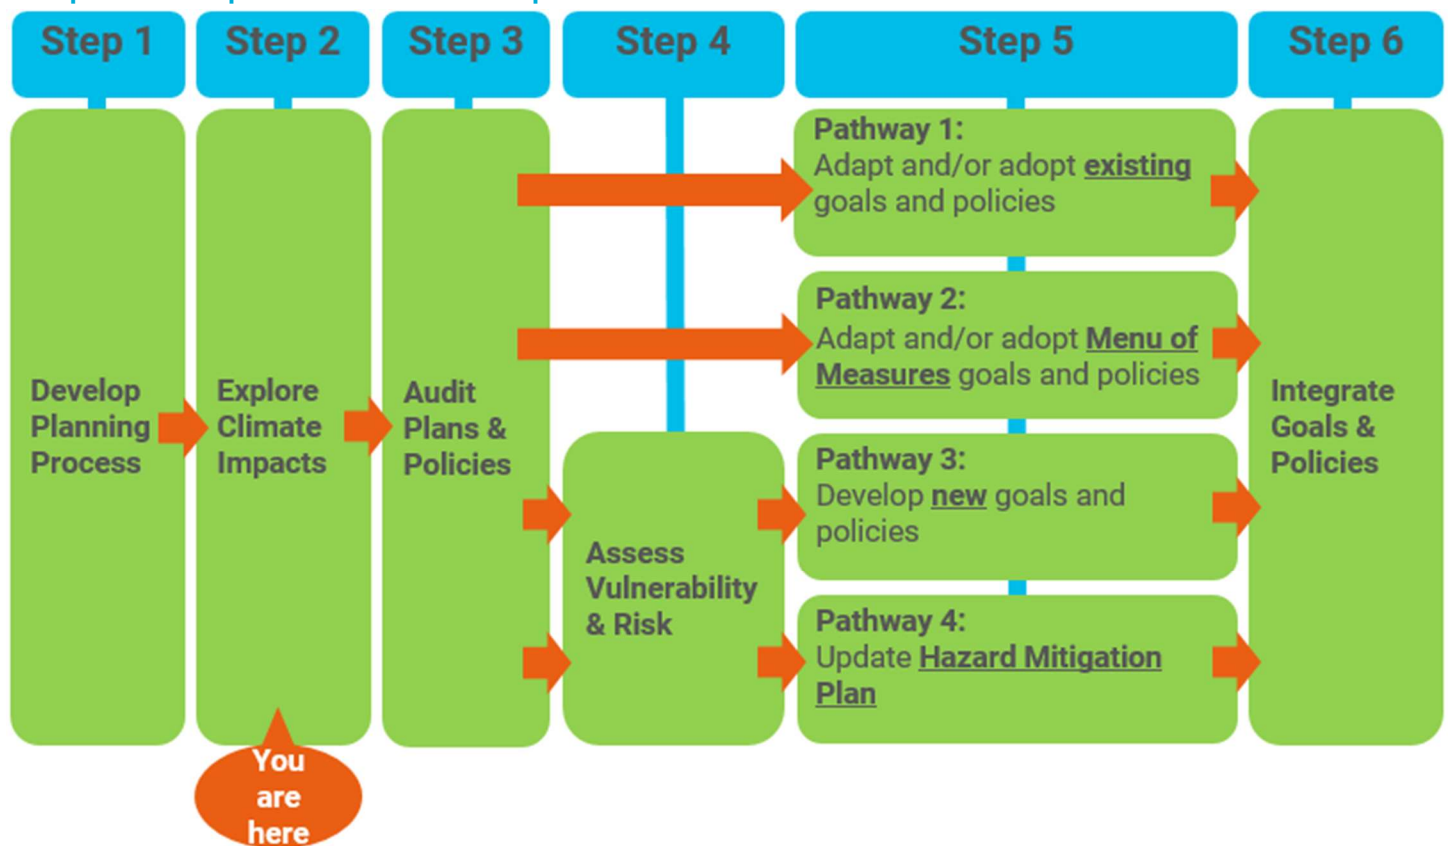 Step 1
Step 2
Step 3
Step 4
Step 5
Step 6
Develop
Planning
Process
Explore
Climate
Impacts
Audit
Plans &
Policies
Assess
Vulnerability
& Risk
Pathway 1:
Adapt and/or adopt existing
goals and policies
Pathway 2:
Adapt and/or adopt Menu of
Measures goals and policies
Pathway 3:
Develop new goals and
policies
Pathway 4:
Update Hazard Mitigation
Plan
Integrate
Goals &
Policies
You
are
here